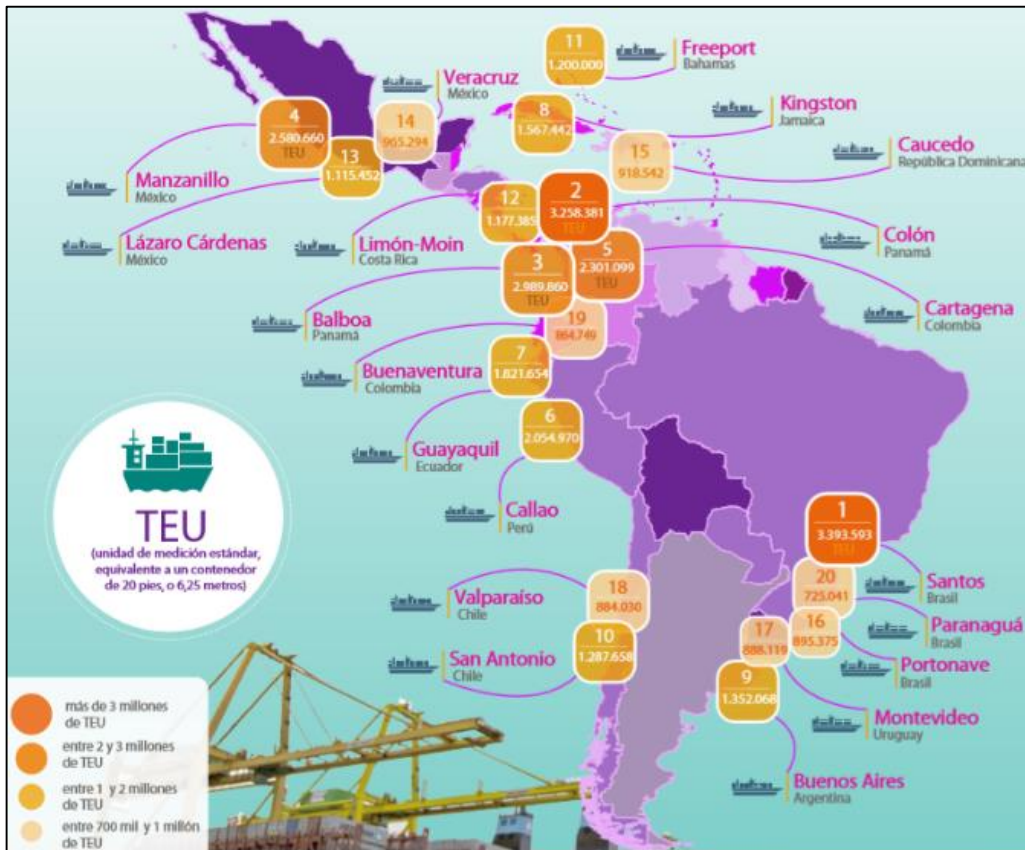 11
1.200.000
Freeport
Bahamas
Veracruz
México
14
965.294
8
1.567.442
Kingston
Jamaica
4
2.580.660
TEU
15
918.542
Caucedo
República Dominicana
13
1.115.452
Manzanillo
México
12
1.177.385
2
3.258.381
TEU
Lázaro Cárdenas
México
Limón-Moin
Costa Rica
Colón
Panamá
3
2.989.860
TEU
5
2.301.099
TEU
Balboa
Panamá
Cartagena
Colombia
19
864.749
Buenaventura
Colombia
7
1.821.654
6
2.054.970
Guayaquil
Ecuador
Callao
Perú
TEU
(unidad de medición estándar,
equivalente a un contenedor
de 20 pies, o 6,25 metros)
1
3.393.593
TEU
Santos
Brasil
20
725.041
Valparaíso
Chile
18
884.030
Paranaguá
Brasil
16
895.375
17
888.119
Portonave
Brasil
San Antonio
Chile
10
1.287.658
9
1.352.068
Montevideo
Uruguay
Buenos Aires
Argentina
más de 3 millones
de TEU
entre 2 y 3 millones
de TEU
entre 1 y 2 millones
de TEU
entre 700 mil y 1 millón
de TEU